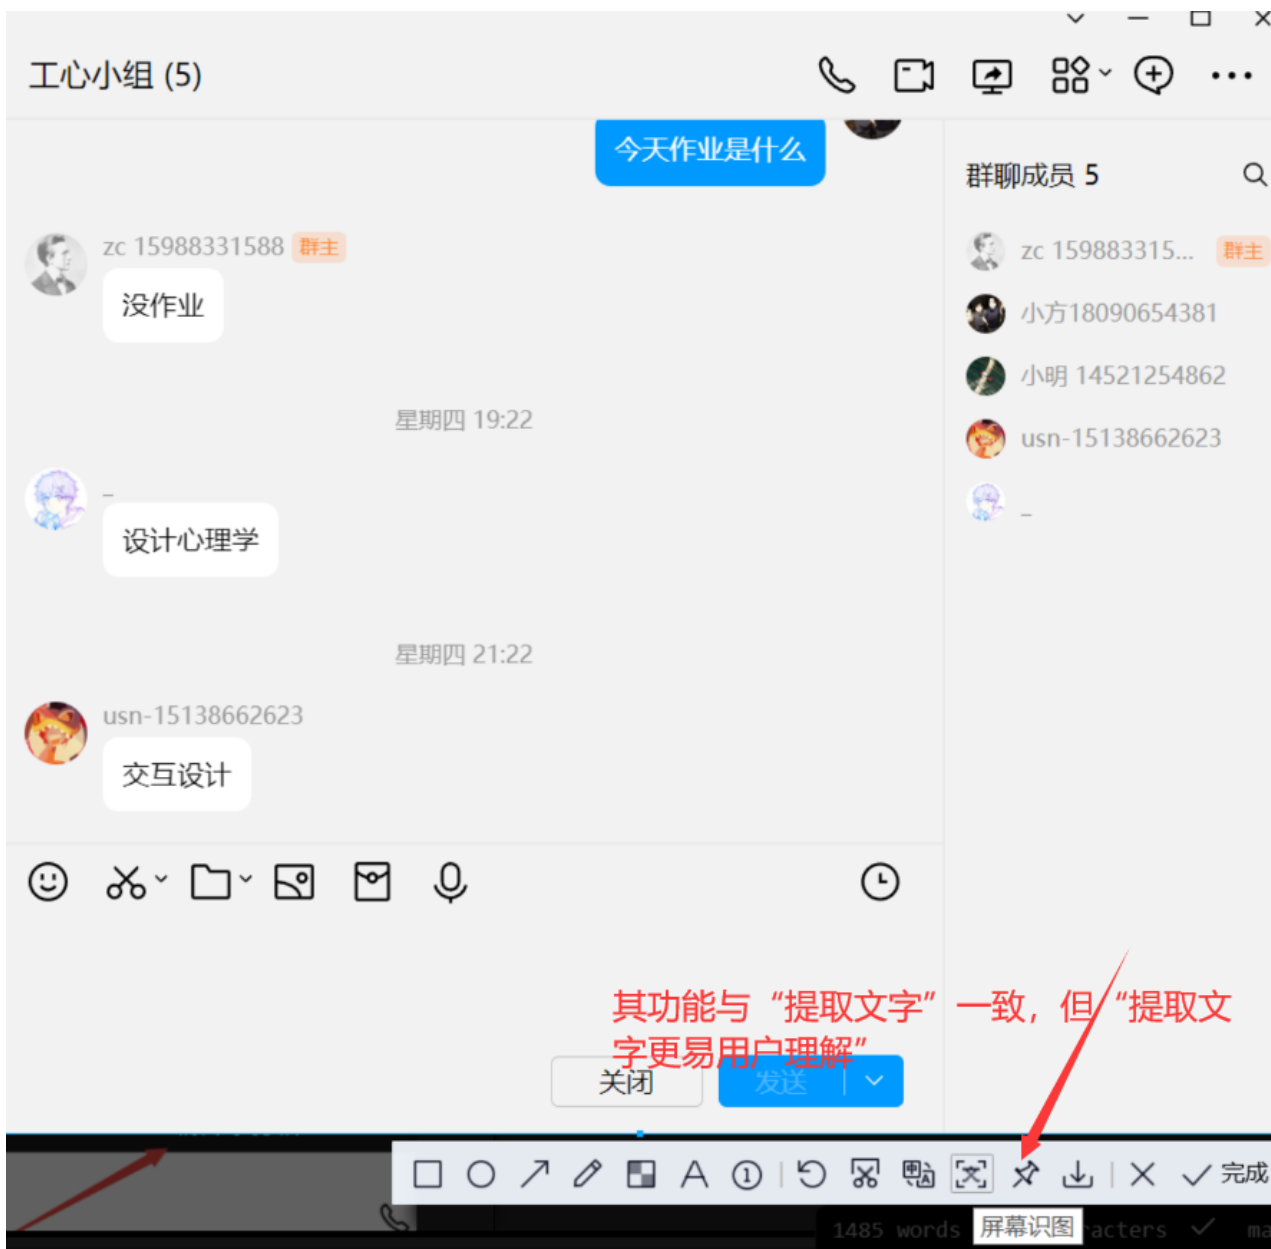 工心小组 (5)
今天作业是什么
群聊成员 5
zc 15988331588 群主
没作业
zc 159883315... 群主
小方18090654381
小明 14521254862
usn-15138662623
_
星期四 19:22
_
设计心理学
星期四 21:22
usn-15138662623
交互设计
其功能与“提取文字”一致，但“提取文
字更易用户理解”
关闭
发送
完成
屏幕识图
1485 words